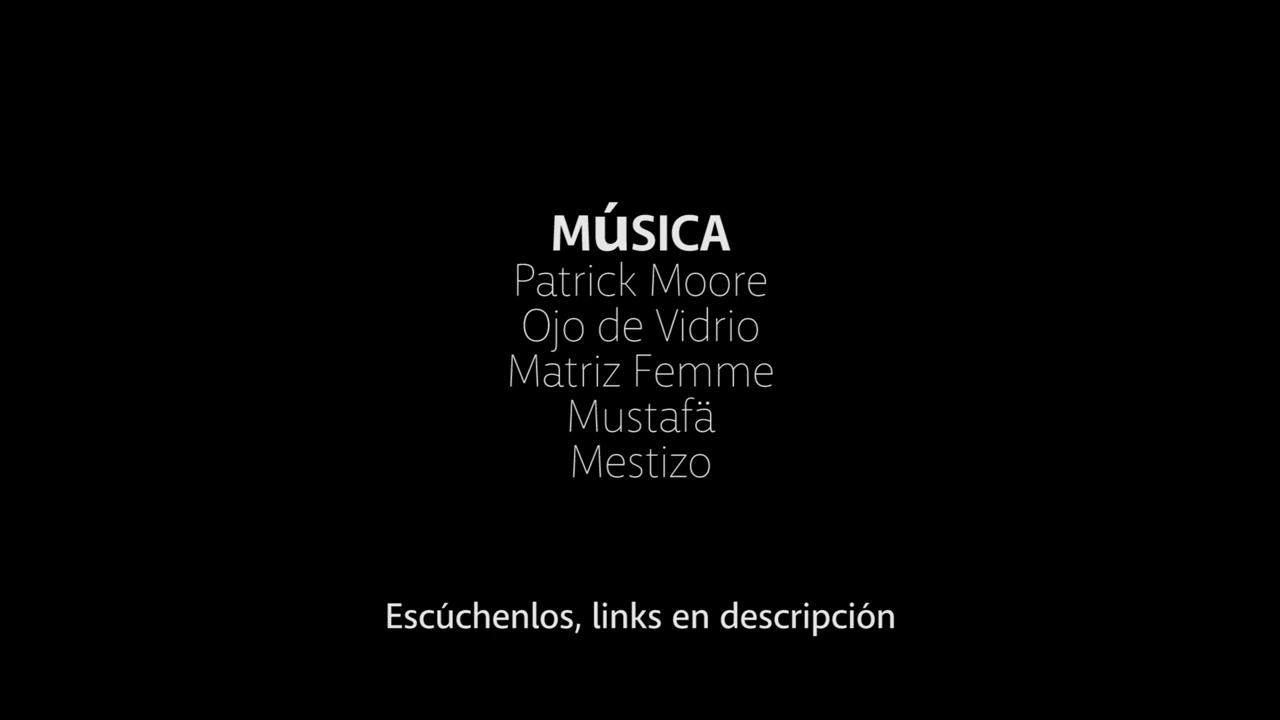 MúSICA
Patrick Moore
Ojo de Vidrio
Matriz Femme
Mustafä
Mestizo
Escúchenlos, links en descripción